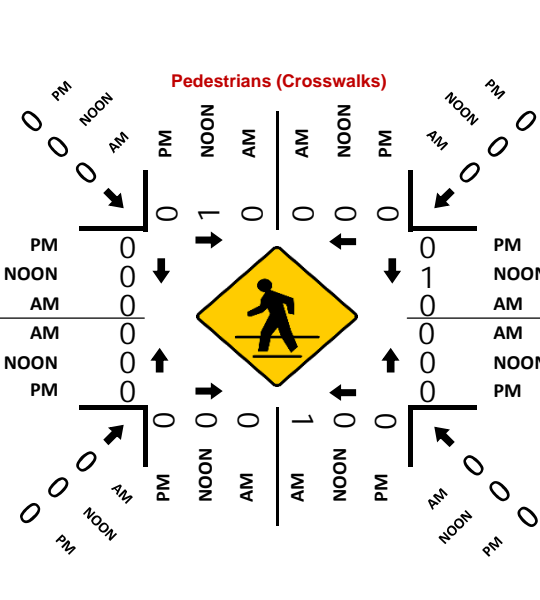 Pedestrians (Crosswalks)
PM NOON AM
0 0 0
PM NOON AM AM NOON PM
0 1 0 0 0 0
PM NOON AM
0 0 0
PM 0
NOON 0
AM 0
AM 0
NOON 0
PM 0
0 PM
1 NOON
0 AM
0 AM
0 NOON
0 PM
0 0 0 1 0 0
PM NOON AM AM NOON PM
0 0 0
AM NOON PM
0 0 0
AM NOON PM